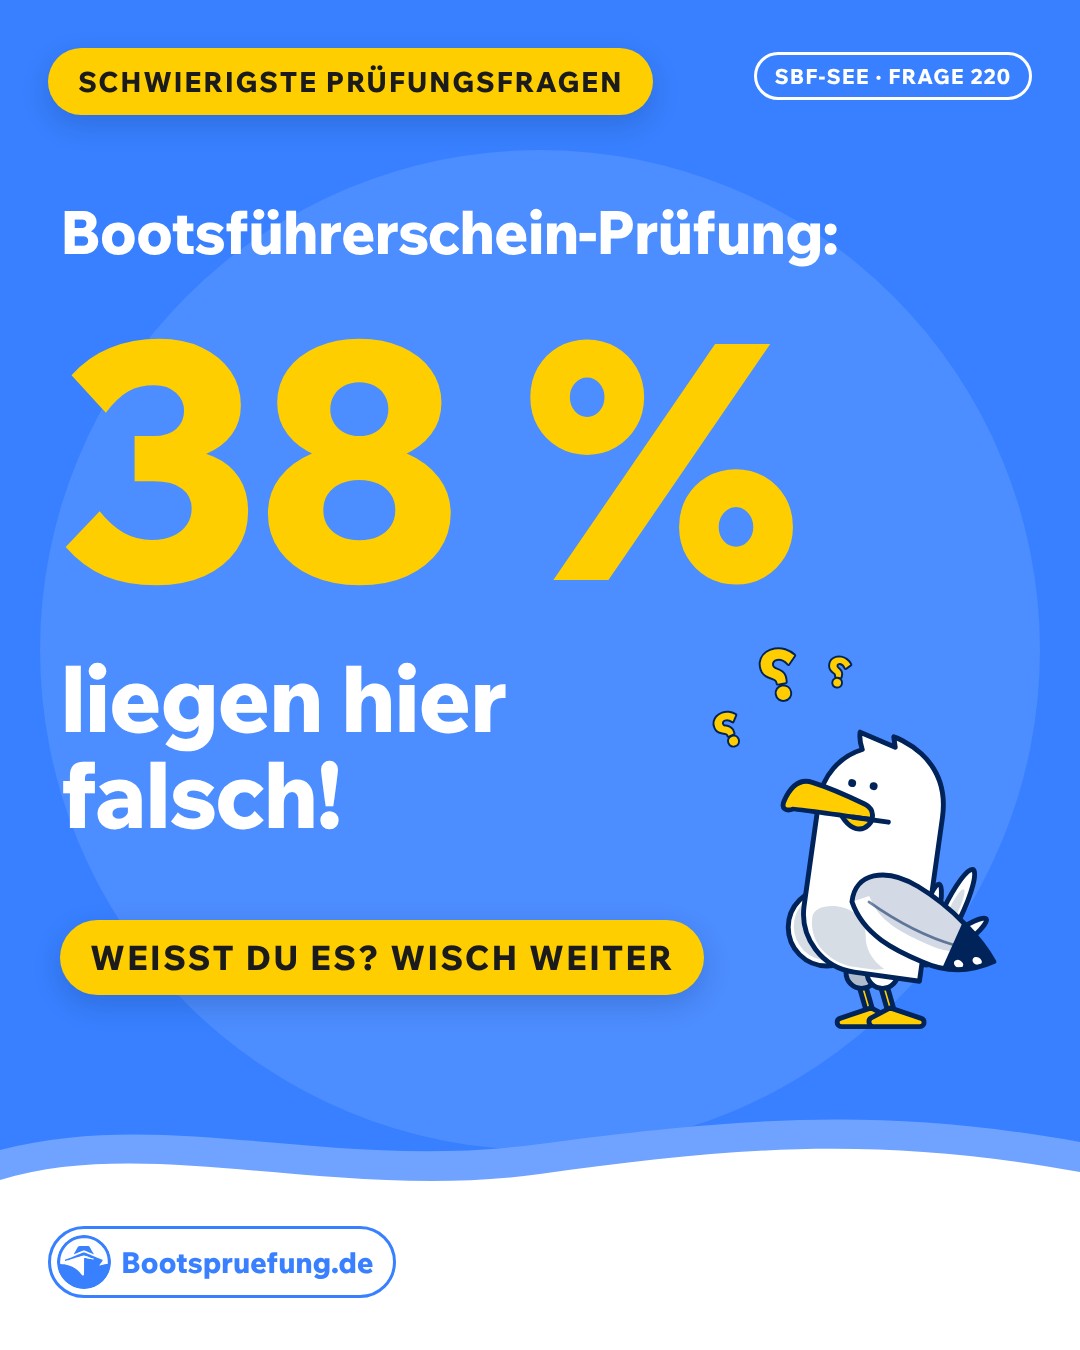 SCHWIERIGSTE PRÜFUNGSFRAGEN
SBF-SEE · FRAGE 220
Bootsführerschein-Prüfung:
38 %
liegen hier
falsch!
? ? ?
WEISST DU ES? WISCH WEITER
Bootspruefung.de